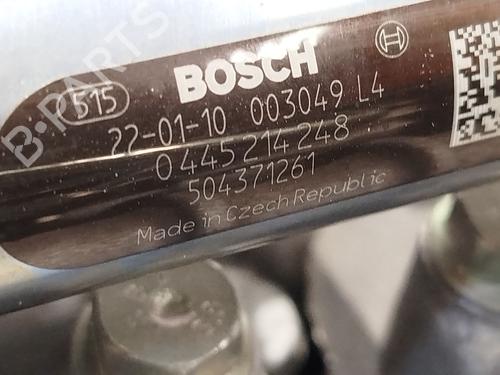 B-PARTS
BOSCH
515
22-01-10 003049 L4
0 445 214 248
504371261
Made in Czech Republic